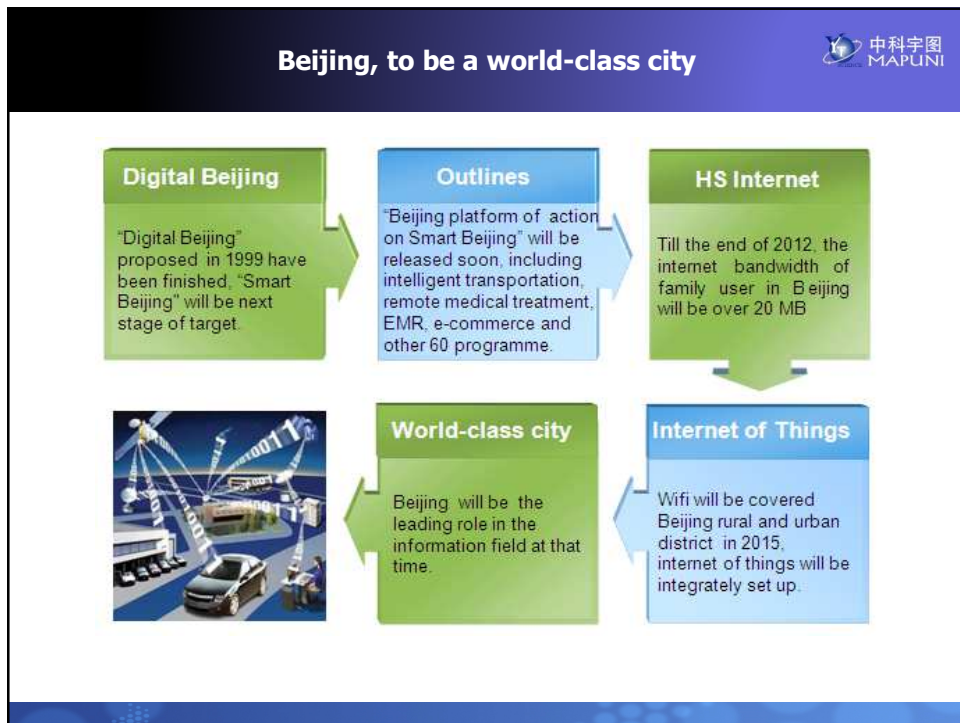 Beijing, to be a world-class city
中科宇图
MAPUNI
Digital Beijing
"Digital Beijing"
proposed in 1999 have
been finished, "Smart
Beijing" will be next
stage of target.
Outlines
"Beijing platform of action
on Smart Beijing" will be
released soon, including
intelligent transportation,
remote medical treatment,
EMR, e-commerce and
other 60 programme.
HS Internet
Till the end of 2012, the
internet bandwidth of
family user in Beijing
will be over 20 MB
Internet of Things
Wifi will be covered
Beijing rural and urban
district in 2015,
internet of things will be
integrately set up.
World-class city
Beijing will be the
leading role in the
information field at that
time.